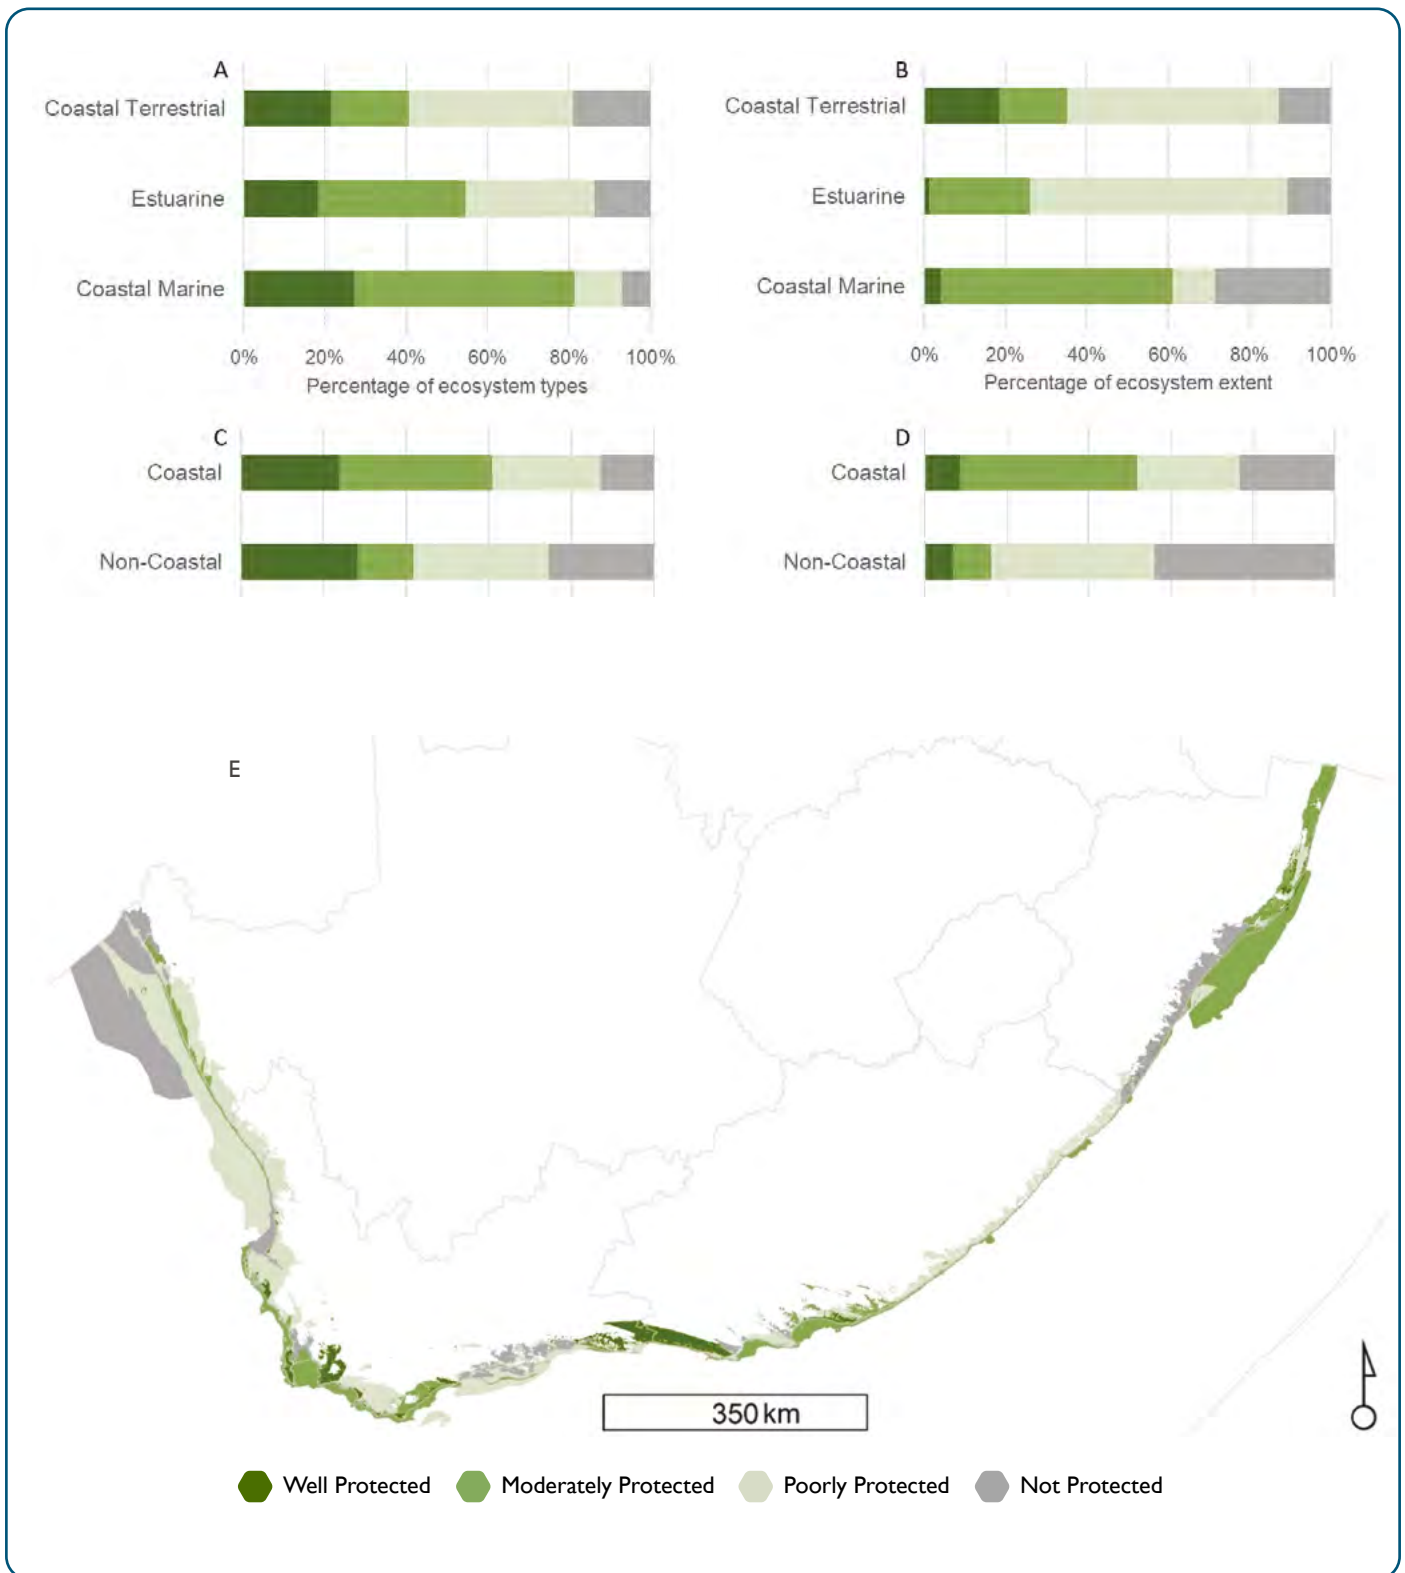 A
Coastal Terrestrial
Estuarine
Coastal Marine
0% 20% 40% 60% 80% 100%
Percentage of ecosystem types
B
Coastal Terrestrial
Estuarine
Coastal Marine
0% 20% 40% 60% 80% 100%
Percentage of ecosystem extent
C
Coastal
Non-Coastal
D
Coastal
Non-Coastal
E
350 km
Well Protected
Moderately Protected
Poorly Protected
Not Protected